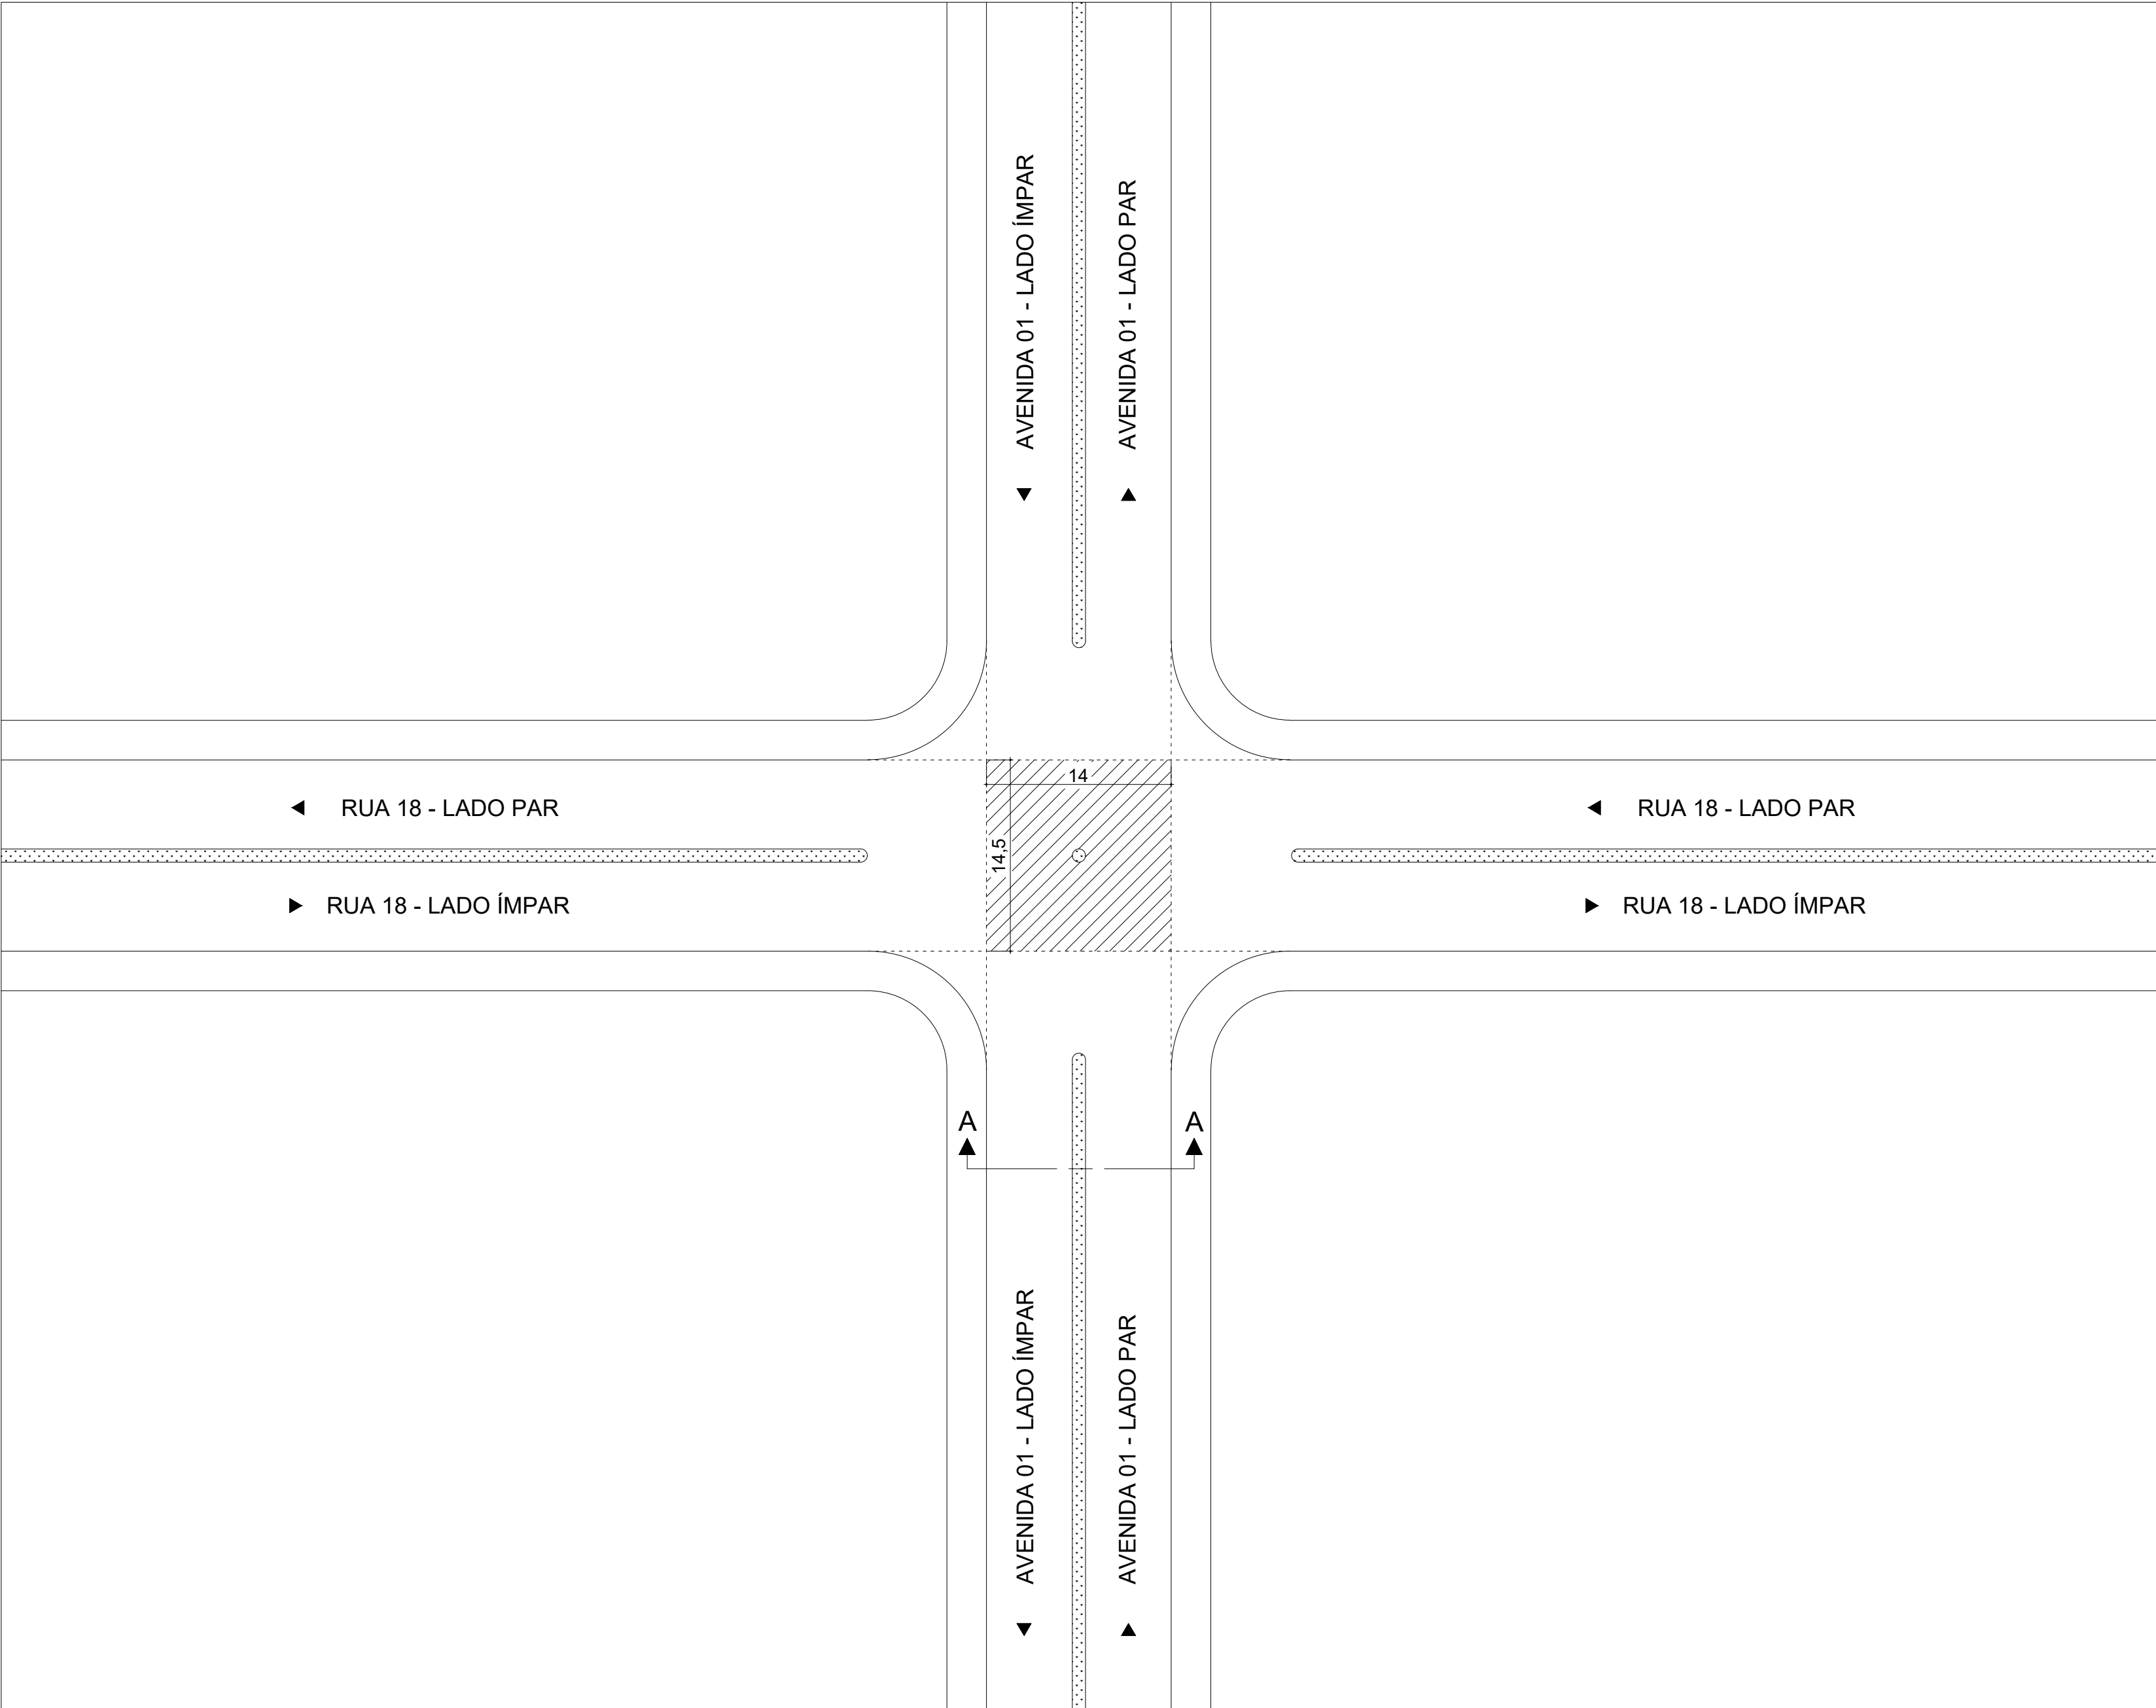 AVENIDA 01 - LADO ÍMPAR
AVENIDA 01 - LADO PAR
14
RUA 18 - LADO PAR
RUA 18 - LADO PAR
14,5
RUA 18 - LADO ÍMPAR
RUA 18 - LADO ÍMPAR
A
A
AVENIDA 01 - LADO ÍMPAR
AVENIDA 01 - LADO PAR